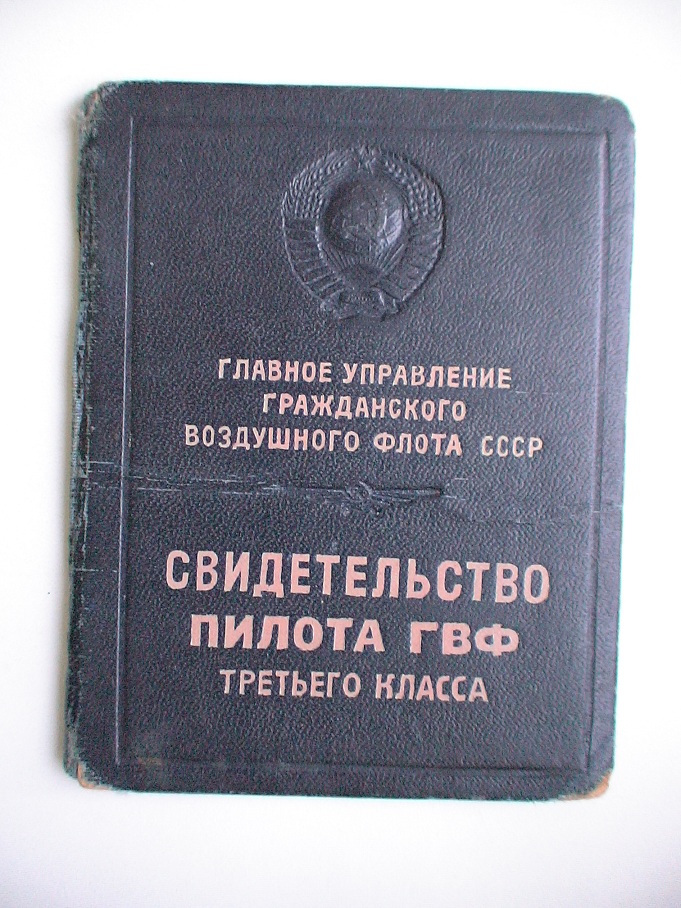 ГЛАВНОЕ УПРАВЛЕНИЕ
ГРАЖДАНСКОГО
ВОЗДУШНОГО ФЛОТА СССР
СВИДЕТЕЛЬСТВО
ПИЛОТА ГВФ
ТРЕТЬЕГО КЛАССА